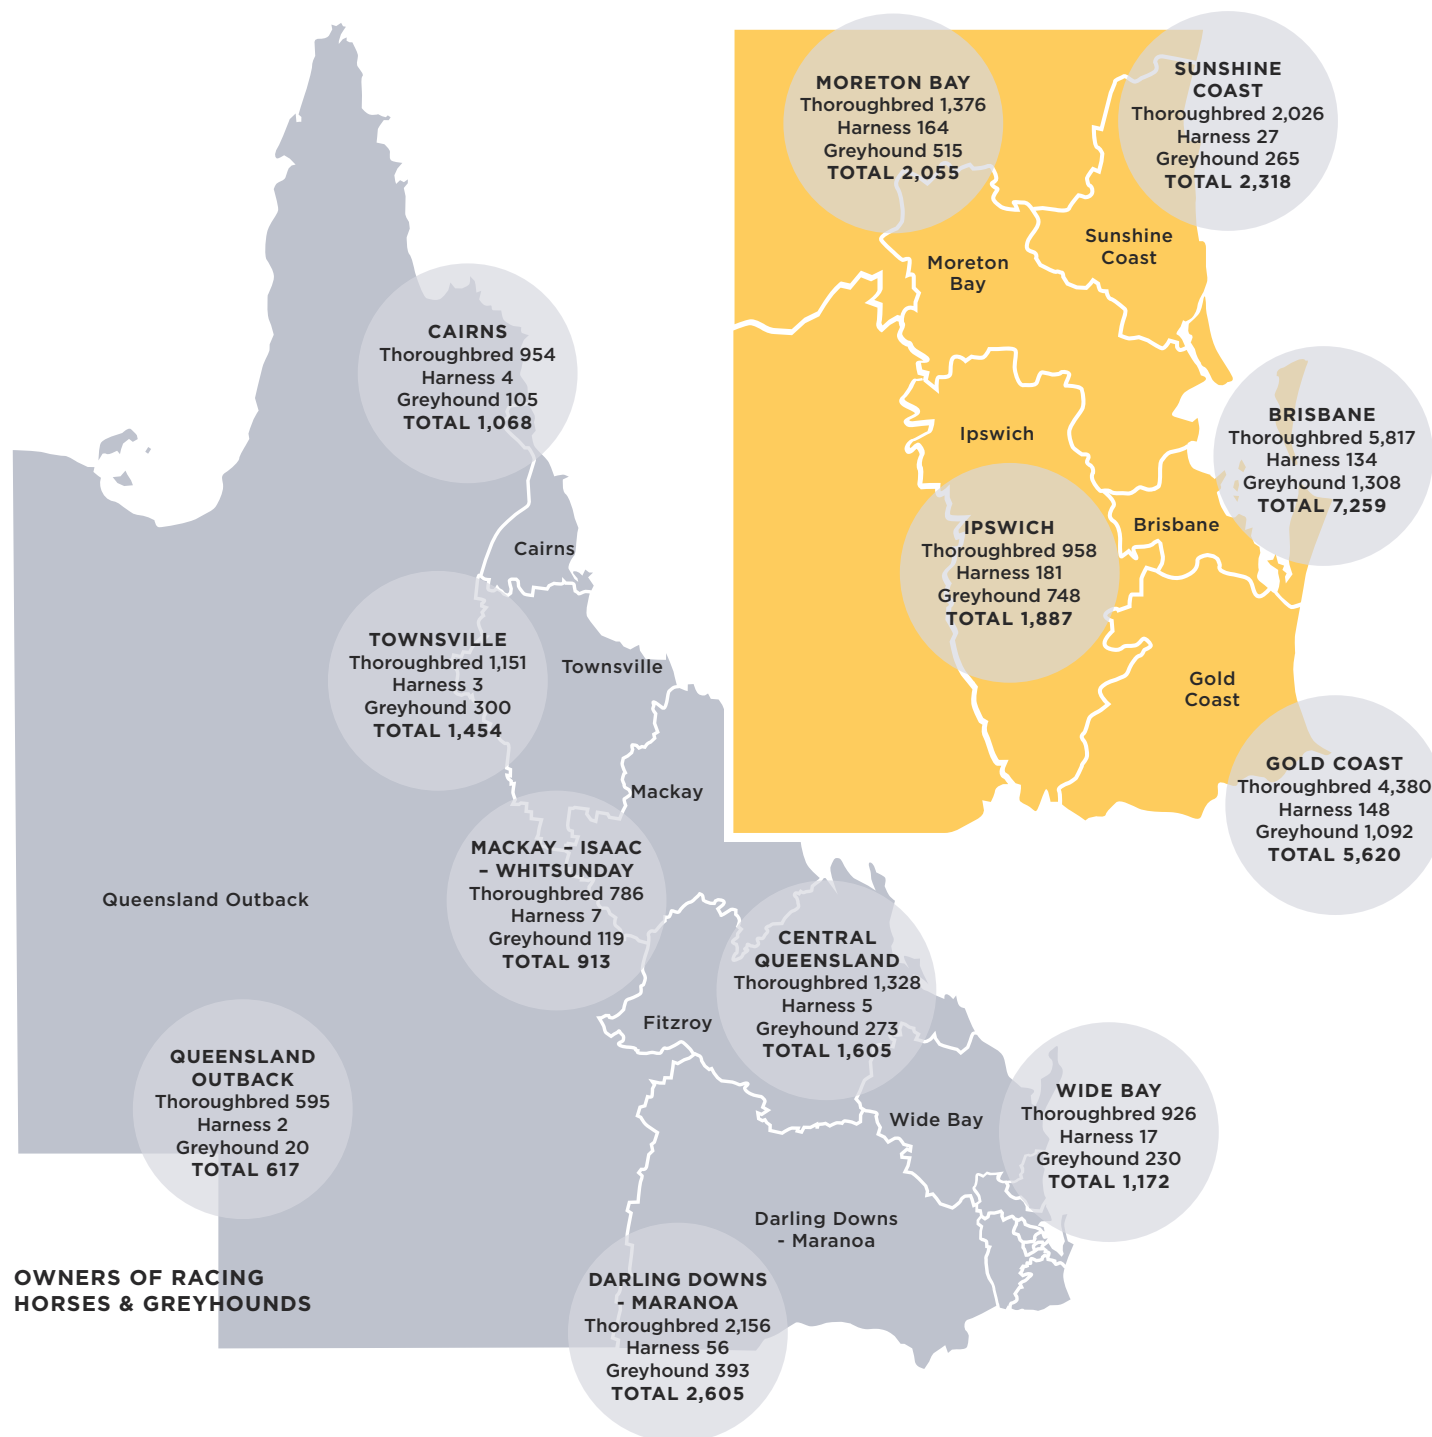 MORETON BAY
Thoroughbred 1,376
Harness 164
Greyhound 515
TOTAL 2,055
SUNSHINE
COAST
Thoroughbred 2,026
Harness 27
Greyhound 265
TOTAL 2,318
Sunshine
Coast
Moreton
Bay
CAIRNS
Thoroughbred 954
Harness 4
Greyhound 105
TOTAL 1,068
BRISBANE
Thoroughbred 5,817
Harness 134
Greyhound 1,308
TOTAL 7,259
Ipswich
Brisbane
IPSWICH
Thoroughbred 958
Harness 181
Greyhound 748
TOTAL 1,887
Cairns
TOWNSVILLE
Thoroughbred 1,151
Harness 3
Greyhound 300
TOTAL 1,454
Townsville
Gold
Coast
GOLD COAST
Thoroughbred 4,380
Harness 148
Greyhound 1,092
TOTAL 5,620
Mackay
MACKAY – ISAAC
– WHITSUNDAY
Thoroughbred 786
Harness 7
Greyhound 119
TOTAL 913
Queensland Outback
CENTRAL
QUEENSLAND
Thoroughbred 1,328
Harness 5
Greyhound 273
TOTAL 1,605
Fitzroy
QUEENSLAND
OUTBACK
Thoroughbred 595
Harness 2
Greyhound 20
TOTAL 617
Wide Bay
WIDE BAY
Thoroughbred 926
Harness 17
Greyhound 230
TOTAL 1,172
Darling Downs
- Maranoa
OWNERS OF RACING
HORSES & GREYHOUNDS
DARLING DOWNS
- MARANOA
Thoroughbred 2,156
Harness 56
Greyhound 393
TOTAL 2,605